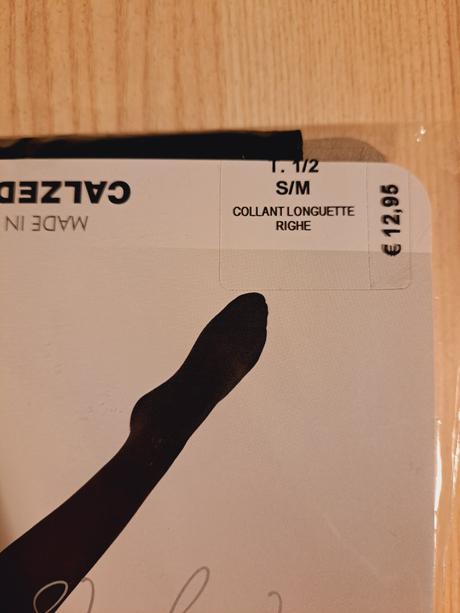 T. 1/2
S/M
COLLANT LONGUETTE
RIGHE
€ 12,95
CALZED
MADE IN